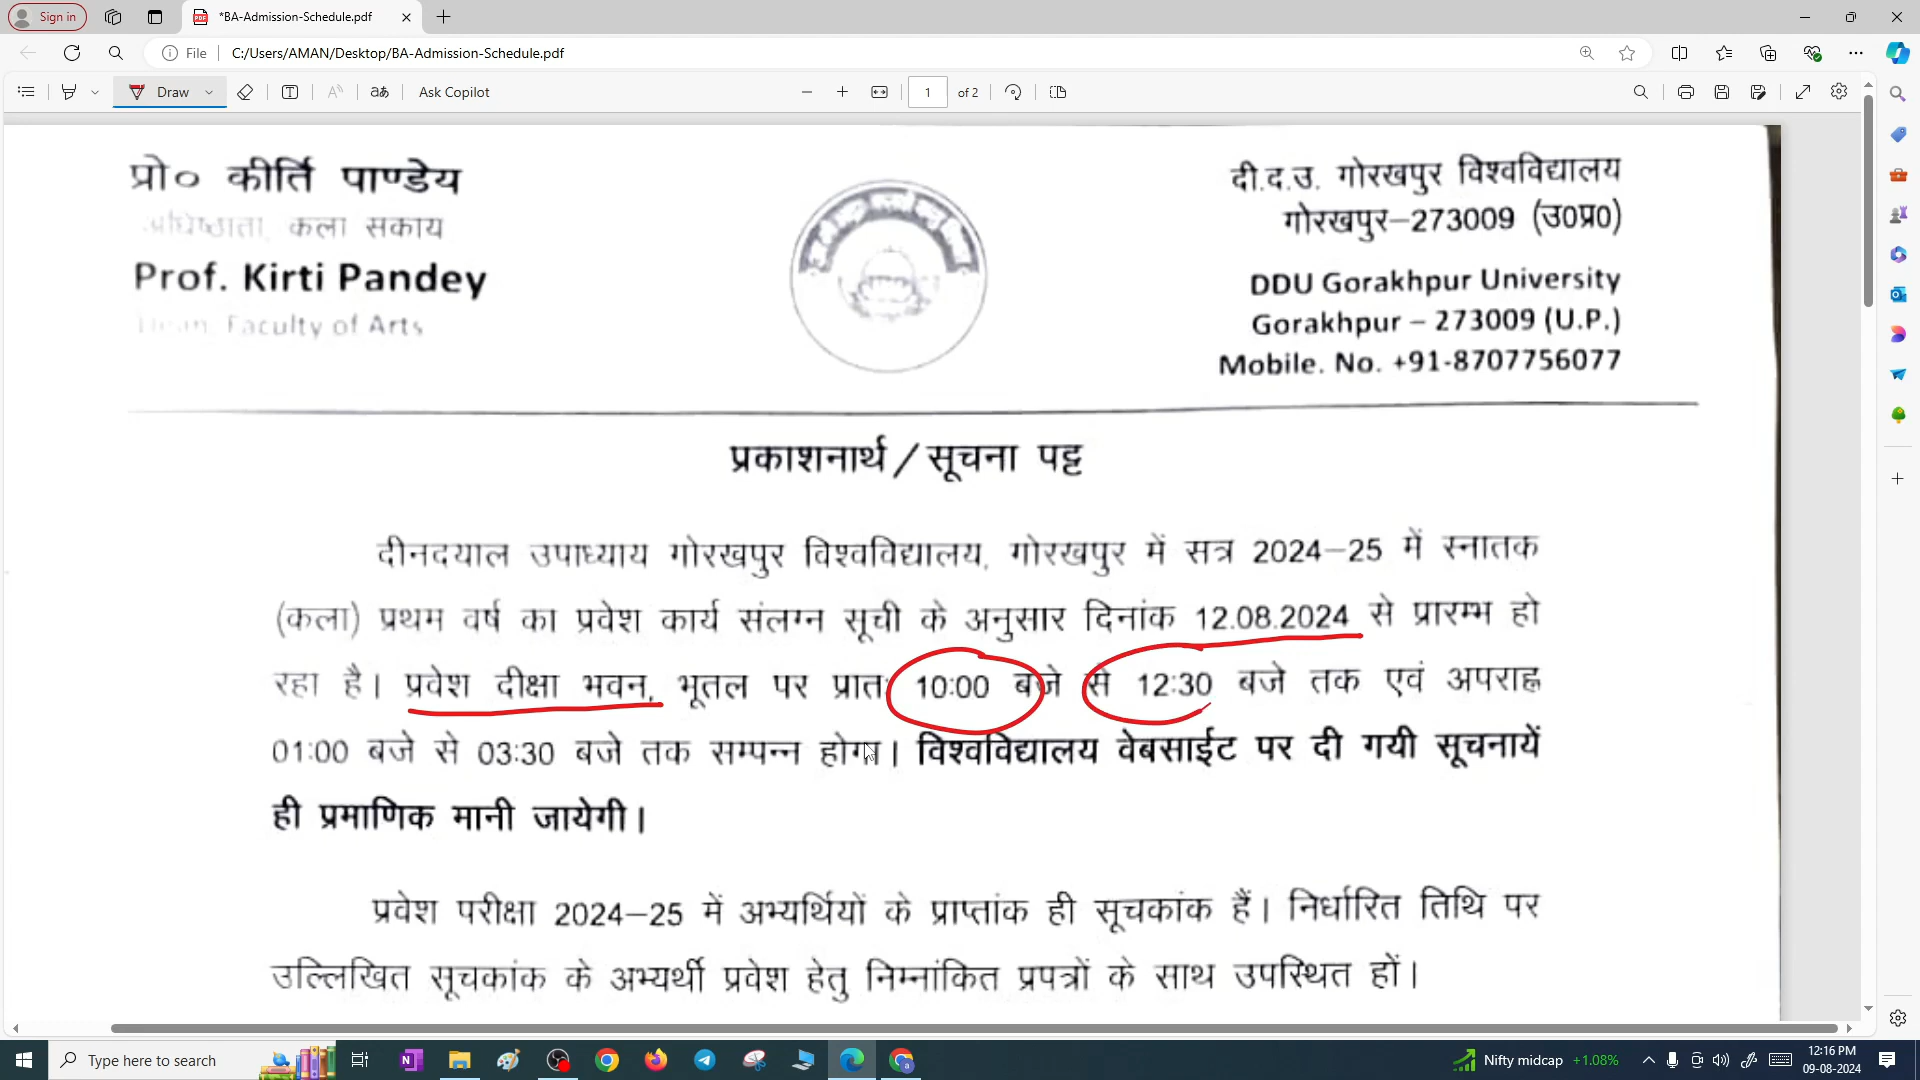 Sign in
*BA-Admission-Schedule.pdf
File
C:/Users/AMAN/Desktop/BA-Admission-Schedule.pdf
Draw
aあ
Ask Copilot
1 of 2
प्रो० कीर्ति पाण्डेय
अधिष्ठाता, कला सकाय
Prof. Kirti Pandey
Dean, Faculty of Arts
दी.द.उ. गोरखपुर विश्वविद्यालय
गोरखपुर–273009 (उ0प्र0)
DDU Gorakhpur University
Gorakhpur – 273009 (U.P.)
Mobile. No. +91-8707756077
प्रकाशनार्थ / सूचना पट्ट
दीनदयाल उपाध्याय गोरखपुर विश्वविद्यालय, गोरखपुर में सत्र 2024–25 में स्नातक
(कला) प्रथम वर्ष का प्रवेश कार्य संलग्न सूची के अनुसार दिनांक 12.08.2024 से प्रारम्भ हो
रहा है। प्रवेश दीक्षा भवन, भूतल पर प्रातः 10:00 बजे से 12:30 बजे तक एवं अपराह्न
01:00 बजे से 03:30 बजे तक सम्पन्न होगा। विश्वविद्यालय वेबसाईट पर दी गयी सूचनायें
ही प्रमाणिक मानी जायेगी।
प्रवेश परीक्षा 2024–25 में अभ्यर्थियों के प्राप्तांक ही सूचकांक हैं। निर्धारित तिथि पर
उल्लिखित सूचकांक के अभ्यर्थी प्रवेश हेतु निम्नांकित प्रपत्रों के साथ उपस्थित हों।
Type here to search
Nifty midcap +1.08%
12:16 PM
09-08-2024